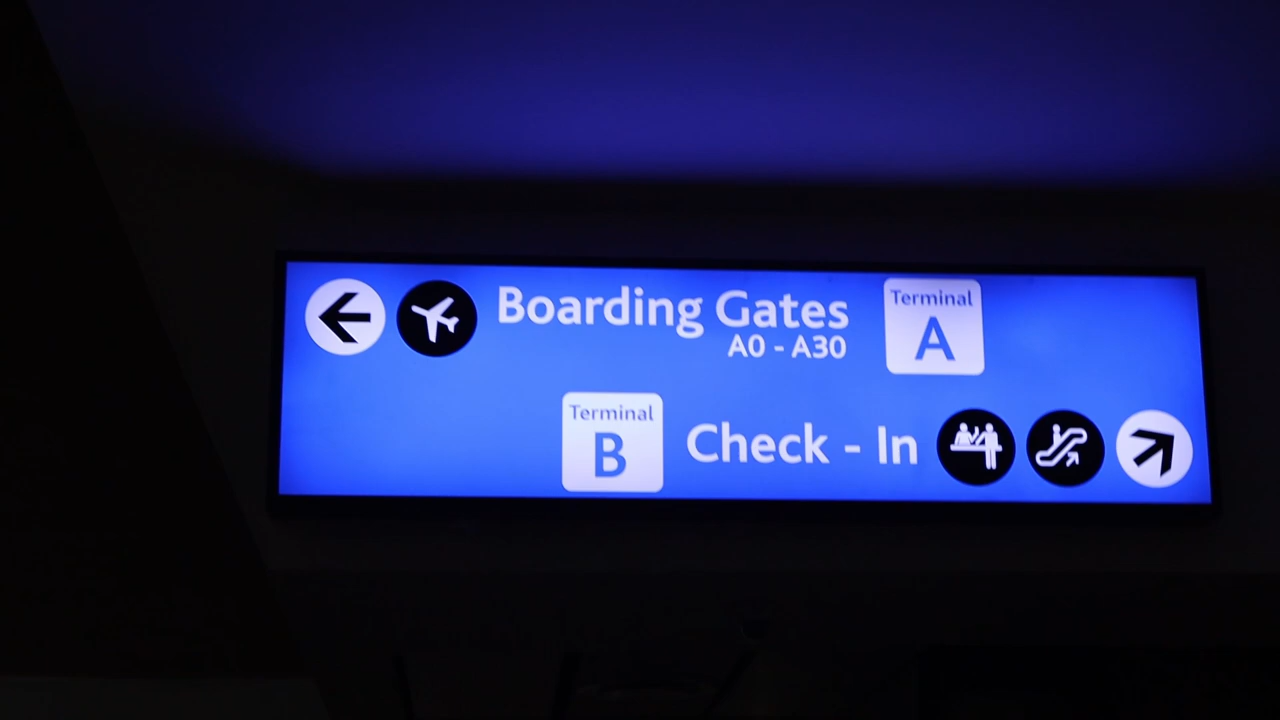 Boarding Gates
A0 - A30
Terminal
A
Terminal
B
Check - In